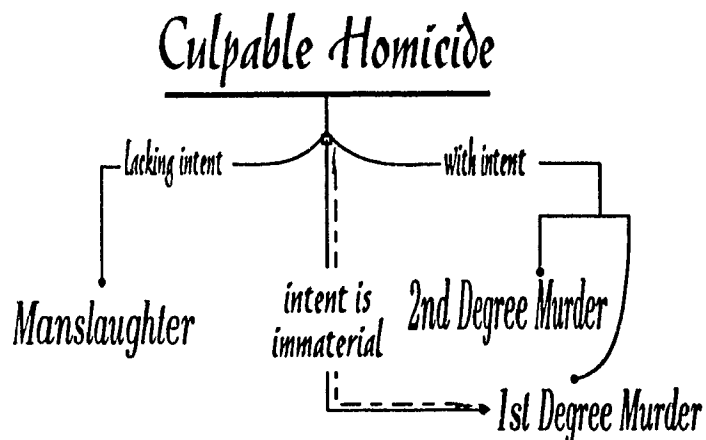 Culpable Homicide
Lacking intent
with intent
intent is
immaterial
2nd Degree Murder
Manslaughter
1st Degree Murder